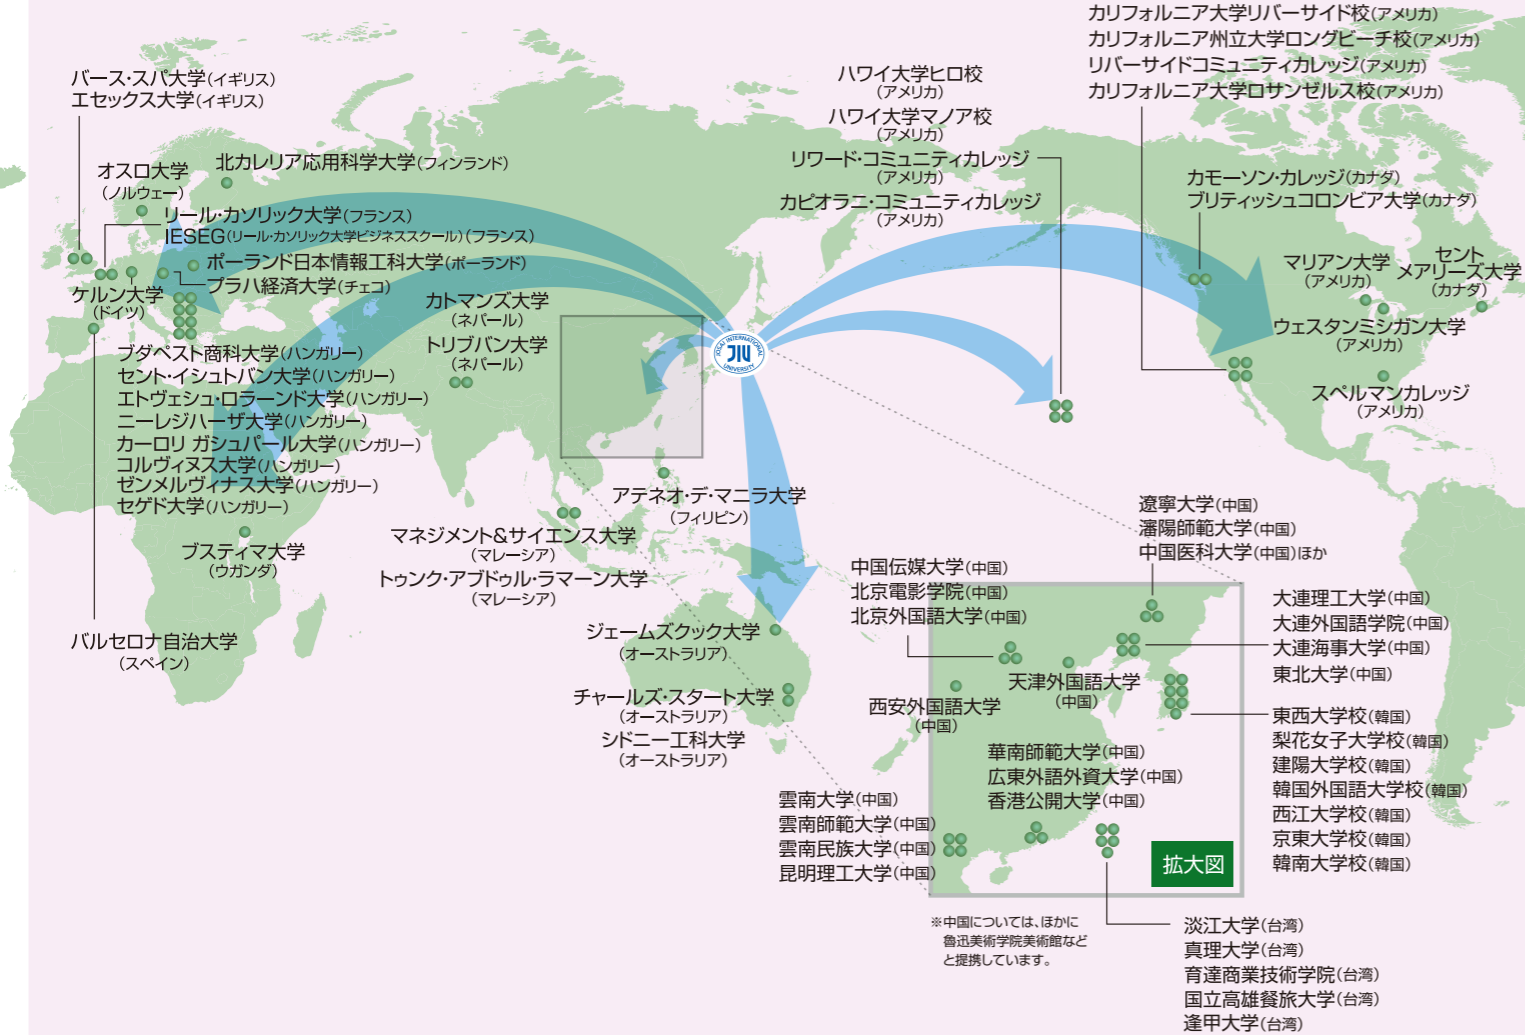 カリフォルニア大学リバーサイド校(アメリカ)
カリフォルニア州立大学ロングビーチ校(アメリカ)
リバーサイドコミュニティカレッジ(アメリカ)
カリフォルニア大学ロサンゼルス校(アメリカ)
バース・スパ大学(イギリス)
エセックス大学(イギリス)
ハワイ大学ヒロ校
(アメリカ)
ハワイ大学マノア校
(アメリカ)
リワード・コミュニティカレッジ
(アメリカ)
カピオラニ・コミュニティカレッジ
(アメリカ)
オスロ大学
(ノルウェー)
北カレリア応用科学大学(フィンランド)
リール・カソリック大学(フランス)
IESEG(リール・カソリック大学ビジネススクール)(フランス)
ポーランド日本情報工科大学(ポーランド)
プラハ経済大学(チェコ)
ケルン大学
(ドイツ)
カモーソン・カレッジ(カナダ)
ブリティッシュコロンビア大学(カナダ)
マリアン大学
(アメリカ)
セント
メアリーズ大学
(カナダ)
ウェスタンミシガン大学
(アメリカ)
スペルマンカレッジ
(アメリカ)
カトマンズ大学
(ネパール)
トリブバン大学
(ネパール)
JOSAI INTERNATIONAL
JIU
UNIVERSITY
ブダペスト商科大学(ハンガリー)
セント・イシュトバン大学(ハンガリー)
エトヴェシュ・ロラーンド大学(ハンガリー)
ニーレジハーザ大学(ハンガリー)
カーロリ ガシュパールト大学(ハンガリー)
コルヴィヌス大学(ハンガリー)
ゼンメルヴィナス大学(ハンガリー)
セゲド大学(ハンガリー)
ブスティマ大学
(ウガンダ)
バルセロナ自治大学
(スペイン)
アテネオ・デ・マニラ大学
(フィリピン)
マネジメント&サイエンス大学
(マレーシア)
トゥンク・アブドゥル・ラマーン大学
(マレーシア)
ジェームズクック大学
(オーストラリア)
チャールズ・スタート大学
(オーストラリア)
シドニー工科大学
(オーストラリア)
遼寧大学(中国)
瀋陽師範大学(中国)
中国医科大学(中国)ほか
中国伝媒大学(中国)
北京電影学院(中国)
北京外国語大学(中国)
大連理工大学(中国)
大連外国語学院(中国)
大連海事大学(中国)
東北大学(中国)
天津外国語大学
(中国)
西安外国語大学
(中国)
東西大学校(韓国)
梨花女子大学校(韓国)
建陽大学校(韓国)
韓国外国語大学校(韓国)
西江大学校(韓国)
京東大学校(韓国)
韓南大学校(韓国)
華南師範大学(中国)
広東外語外資大学(中国)
香港公開大学(中国)
雲南大学(中国)
雲南師範大学(中国)
雲南民族大学(中国)
昆明理工大学(中国)
拡大図
※中国については、ほかに
魯迅美術学院美術館など
と提携しています。
淡江大学(台湾)
真理大学(台湾)
育達商業技術学院(台湾)
国立高雄餐旅大学(台湾)
逢甲大学(台湾)